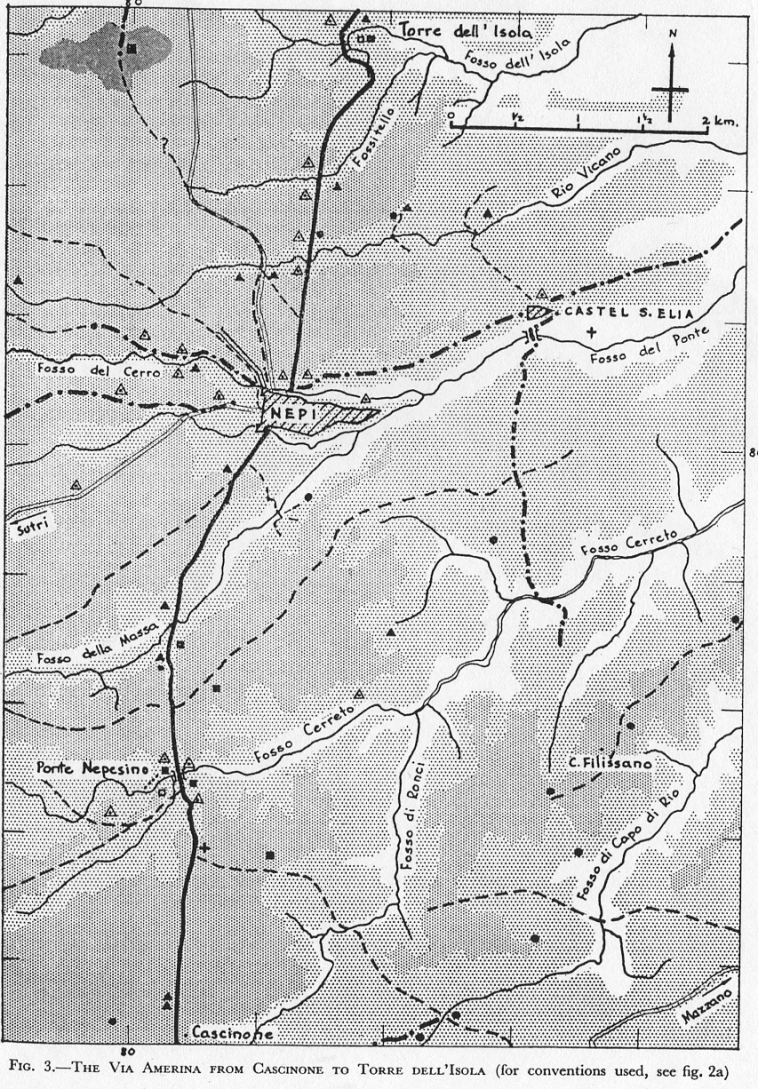 80
Torre dell' Isola
Fosso dell' Isola
N
0 ½ 1 1½ 2 km.
Fossitello
?
Rio Vicano
CASTEL S. ELIA
Fosso del Ponte
Fosso del Cerro
NEPI
80
Sutri
Fosso Cerreto
Fosso della Massa
Fosso Cerreto
Ponte Nepesino
C. Filissano
Fosso di Ronci
Fosso di Capo di Rio
Mazzano
Cascinone
80
FIG. 3.—THE VIA AMERINA FROM CASCINONE TO TORRE DELL'ISOLA (for conventions used, see fig. 2a)